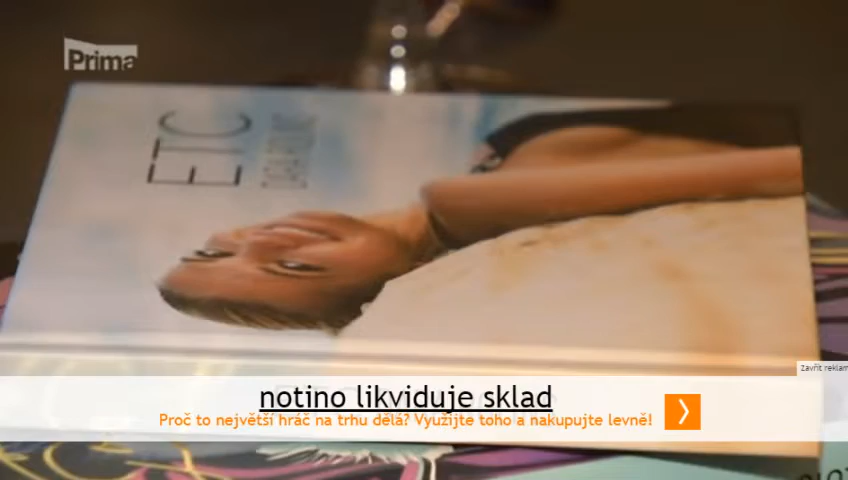 Prima
ETC
Zavřít reklam
notino likviduje sklad
Proč to největší hráč na trhu dělá? Využijte toho a nakupujte levně!